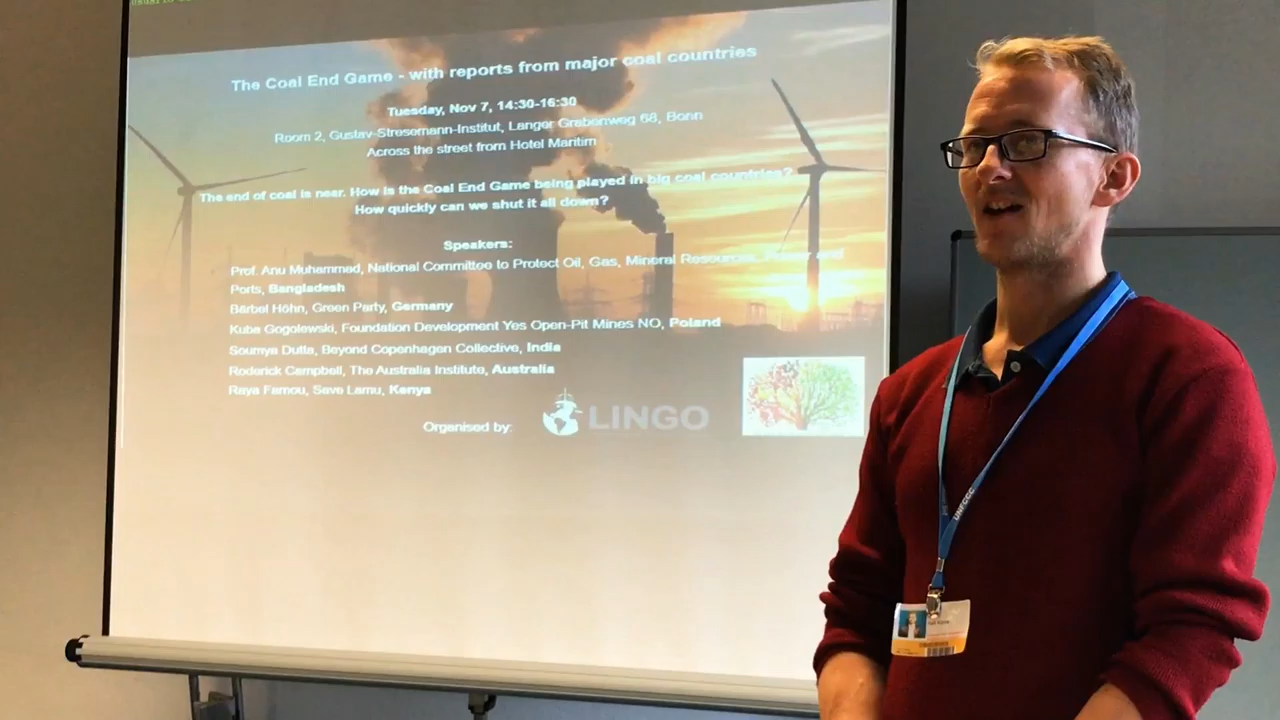 The Coal End Game - with reports from major coal countries
Tuesday, Nov 7, 14:30-16:30
Room 2, Gustav-Stresemann-Institut, Langer Grabenweg 68, Bonn
Across the street from Hotel Maritim
The end of coal is near. How is the Coal End Game being played in big coal countries?
How quickly can we shut it all down?
Speakers:
Prof. Anu Muhammad, National Committee to Protect Oil, Gas, Mineral Resources, Power and
Ports, Bangladesh
Bärbel Höhn, Green Party, Germany
Kuba Gogolewski, Foundation Development Yes Open-Pit Mines NO, Poland
Soumya Dutta, Beyond Copenhagen Collective, India
Roderick Campbell, The Australia Institute, Australia
Raya Famou, Save Lamu, Kenya
Organised by:
LINGO
UNFCCC